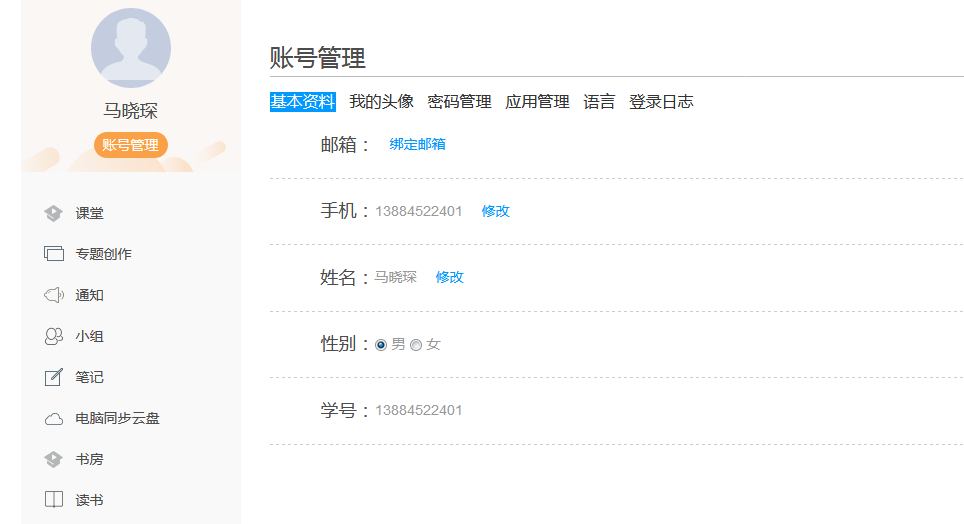 马晓琛
账号管理
课堂
专题创作
通知
小组
笔记
电脑同步云盘
书房
读书
账号管理
基本资料 我的头像 密码管理 应用管理 语言 登录日志
邮箱： 绑定邮箱
手机：13884522401 修改
姓名：马晓琛 修改
性别： 男 女
学号：13884522401